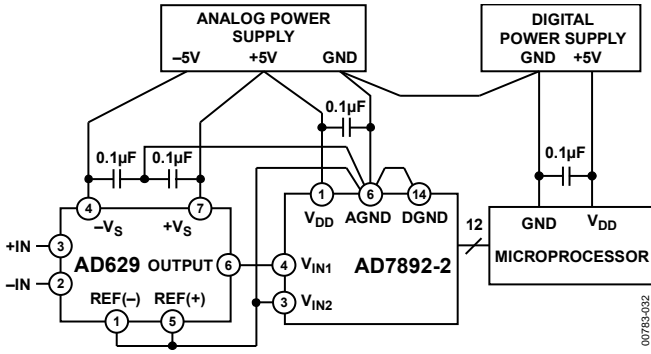 ANALOG POWER
SUPPLY
–5V +5V GND
DIGITAL
POWER SUPPLY
GND +5V
0.1µF
0.1µF 0.1µF
0.1µF
4 7
–VS +VS
1 6 14
VDD AGND DGND
12
GND VDD
MICROPROCESSOR
+IN 3
–IN 2
AD629 OUTPUT 6
REF(–) REF(+)
1 5
4 VIN1
3 VIN2
AD7892-2
00783-032